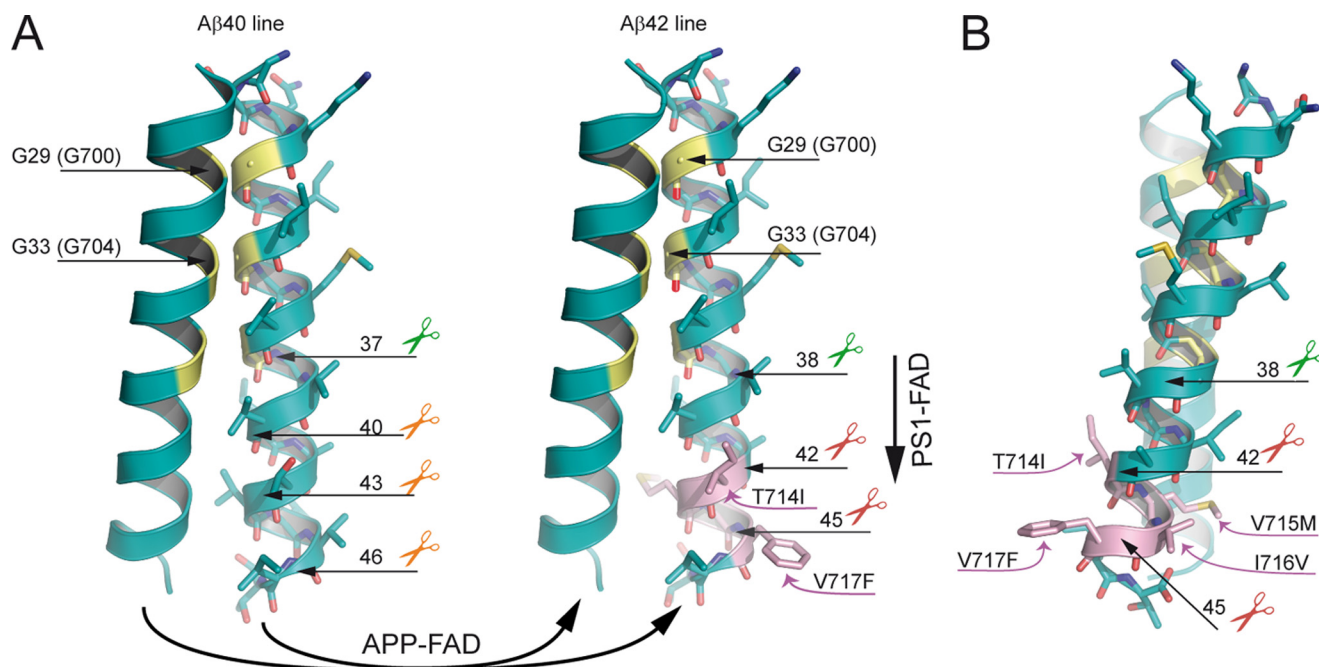 A
Aβ40 line
Aβ42 line
B
G29 (G700)
G29 (G700)
G33 (G704)
G33 (G704)
37
38
38
40
42
42
T714I
T714I
43
45
V715M
V717F
I716V
46
V717F
45
PS1-FAD
APP-FAD